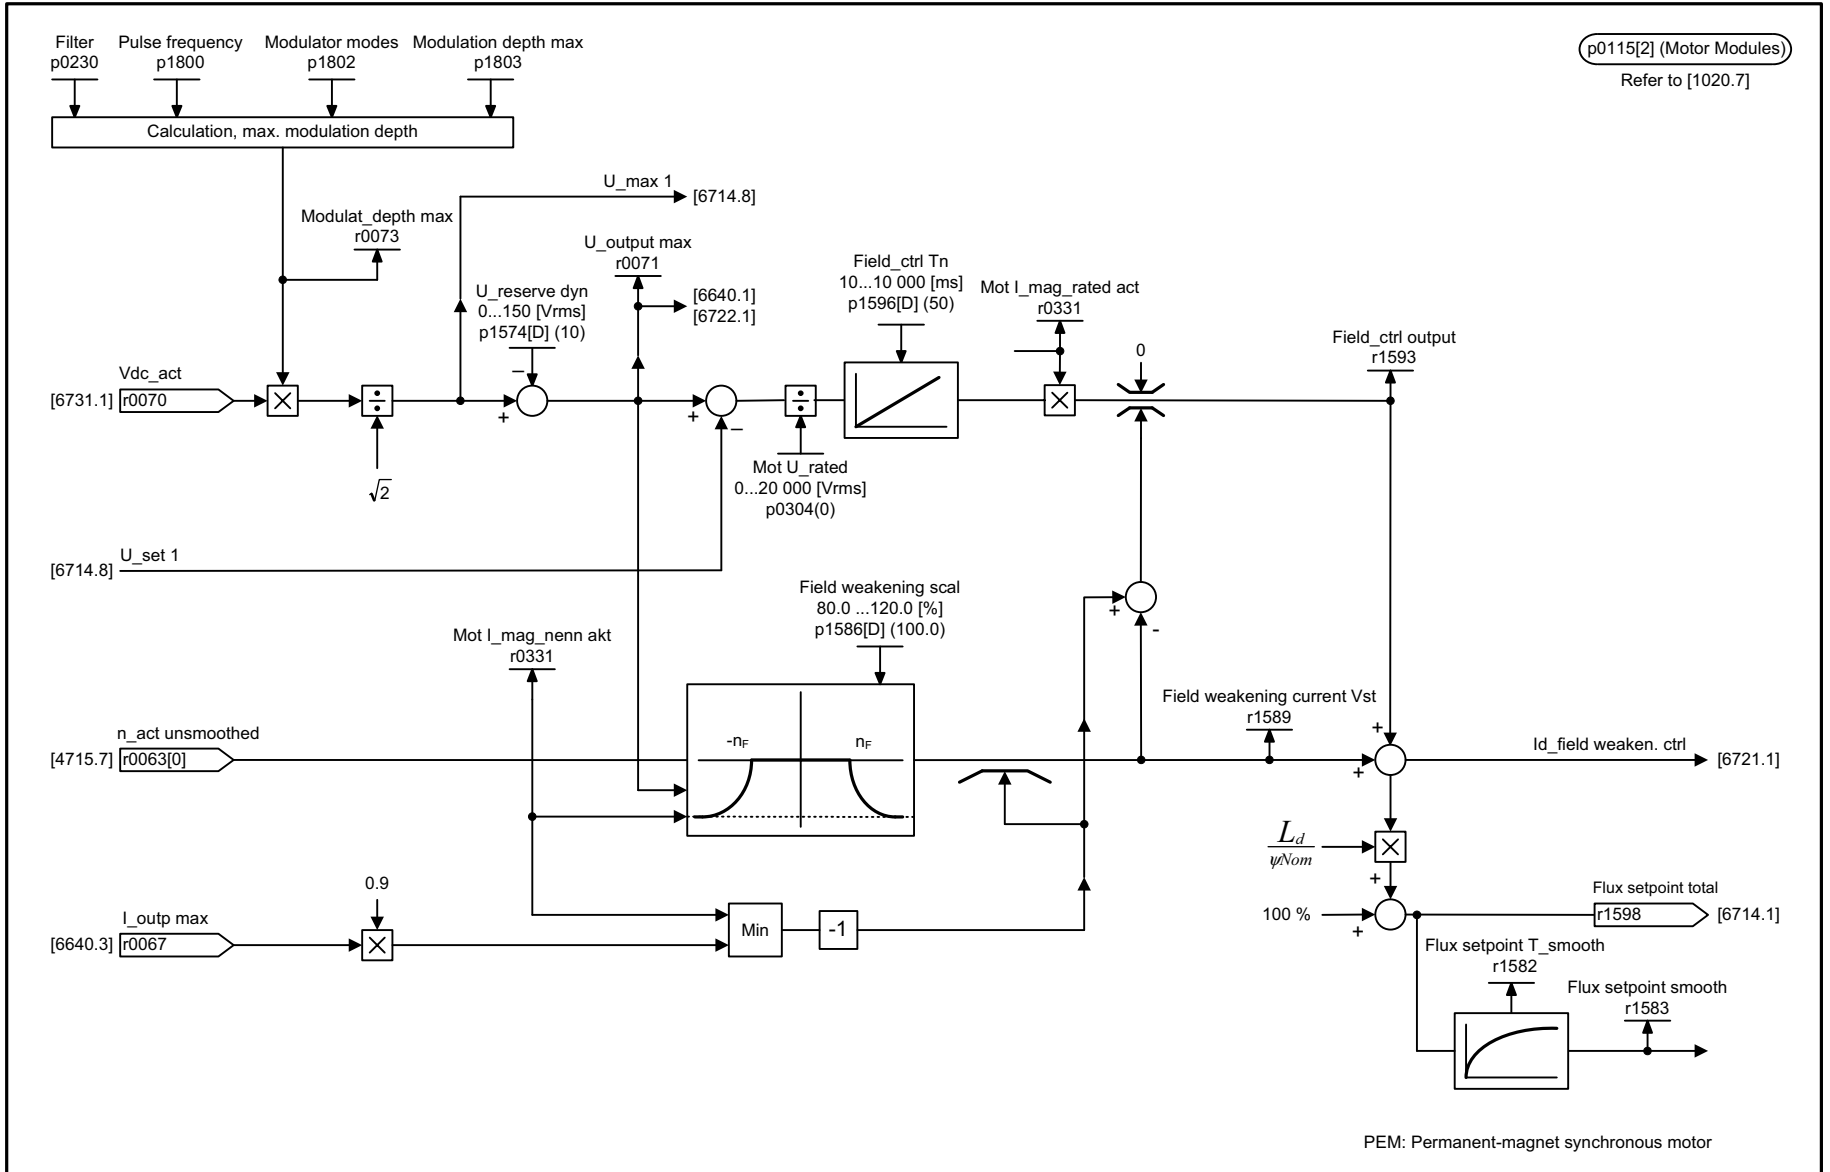 Filter
p0230
Pulse frequency
p1800
Modulator modes
p1802
Modulation depth max
p1803
p0115[2] (Motor Modules)
Refer to [1020.7]
Calculation, max. modulation depth
U_max 1
[6714.8]
Modulat_depth max
r0073
U_output max
r0071
[6640.1]
[6722.1]
U_reserve dyn
0...150 [Vrms]
p1574[D] (10)
Field_ctrl Tn
10...10 000 [ms]
p1596[D] (50)
Mot I_mag_rated act
r0331
0
Field_ctrl output
r1593
Vdc_act
[6731.1] r0070
× ÷ – + + – ÷ ×
√2
Mot U_rated
0...20 000 [Vrms]
p0304(0)
U_set 1
[6714.8]
Field weakening scal
80.0 ...120.0 [%]
p1586[D] (100.0)
+ -
Mot I_mag_nenn akt
r0331
Field weakening current Vst
r1589
n_act unsmoothed
[4715.7] r0063[0]
-nF nF
+ +
Id_field weaken. ctrl
[6721.1]
Ld
ψNom
×
0.9
I_outp max
[6640.3] r0067
×
Min
-1
+
100 %
+
Flux setpoint total
r1598 [6714.1]
Flux setpoint T_smooth
r1582
Flux setpoint smooth
r1583
PEM: Permanent-magnet synchronous motor